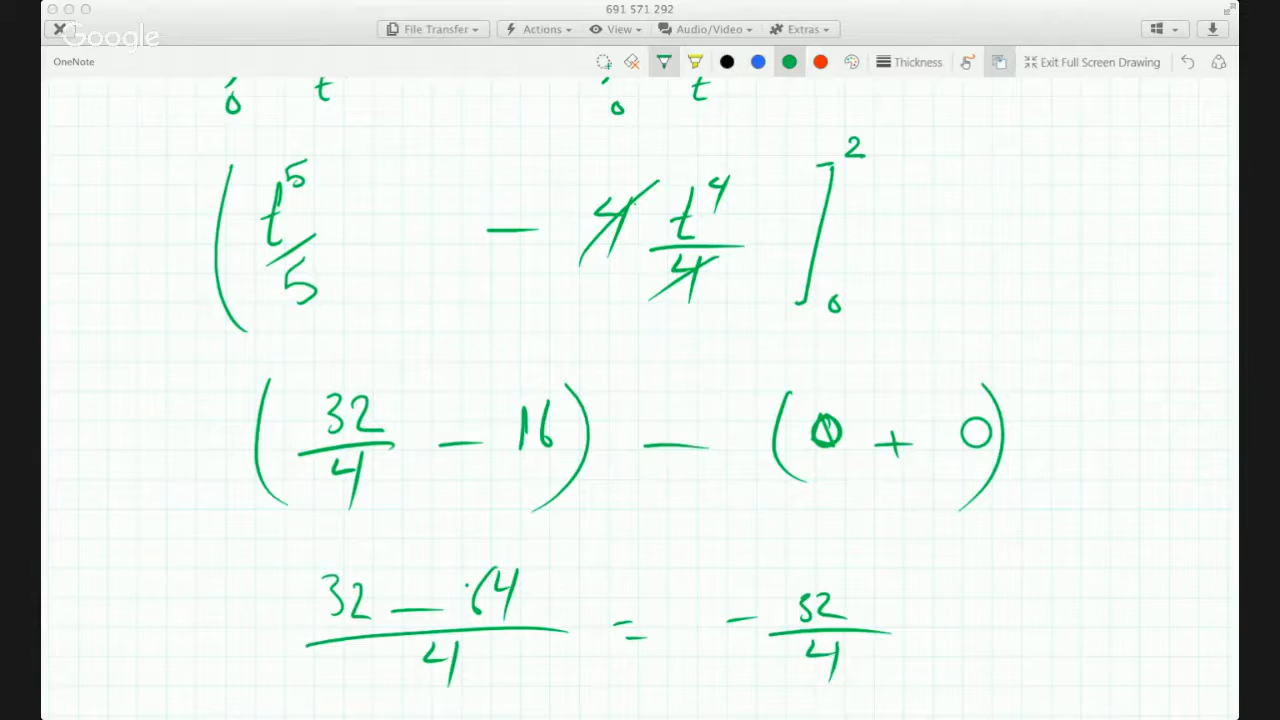 691 571 292
Google
File Transfer Actions View Audio/Video Extras
OneNote Thickness Exit Full Screen Drawing
0 t 0 t
( t^5/5 - 4 t^4/4 ]_0^2
( 32/4 - 16 ) - ( 0 + 0 )
32 - 64 / 4 = - 32/4